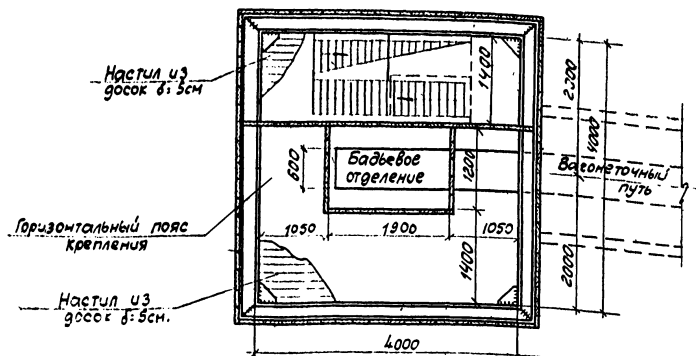 Настил из
досок δ=5см
1400
2300
4000
600
Бадьевое
отделение
1200
Вагонеточный
путь
Горизонтальный пояс
крепления
1050
1900
1050
1400
2000
Настил из
досок δ=5см.
4000